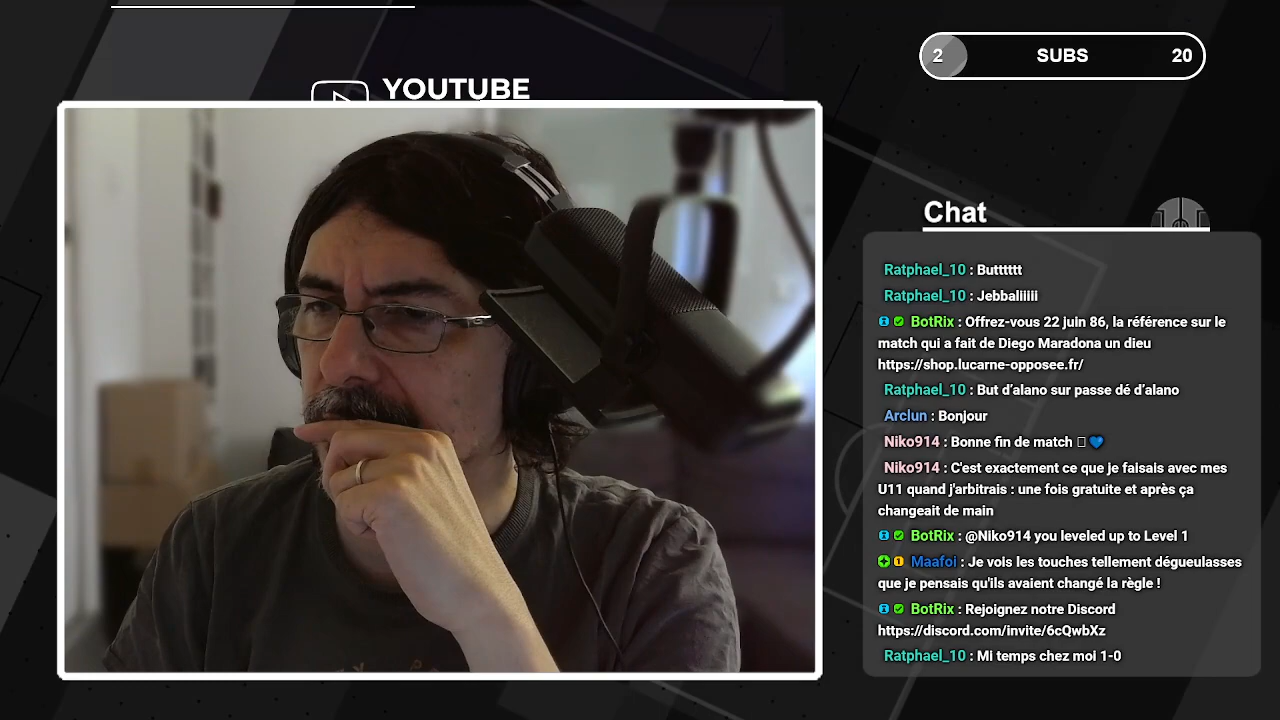 YOUTUBE
2 SUBS 20
Chat
Ratphael_10 : Butttttt
Ratphael_10 : Jebbaliiiiii
BotRix : Offrez-vous 22 juin 86, la référence sur le
match qui a fait de Diego Maradona un dieu
https://shop.lucarne-opposee.fr/
Ratphael_10 : But d’alano sur passe dé d’alano
Arclun : Bonjour
Niko914 : Bonne fin de match 💙
Niko914 : C'est exactement ce que je faisais avec mes
U11 quand j'arbitrais : une fois gratuite et après ça
changeait de main
BotRix : @Niko914 you leveled up to Level 1
Maafoi : Je vois les touches tellement dégueulasses
que je pensais qu'ils avaient changé la règle !
BotRix : Rejoignez notre Discord
https://discord.com/invite/6cQwbXz
Ratphael_10 : Mi temps chez moi 1-0